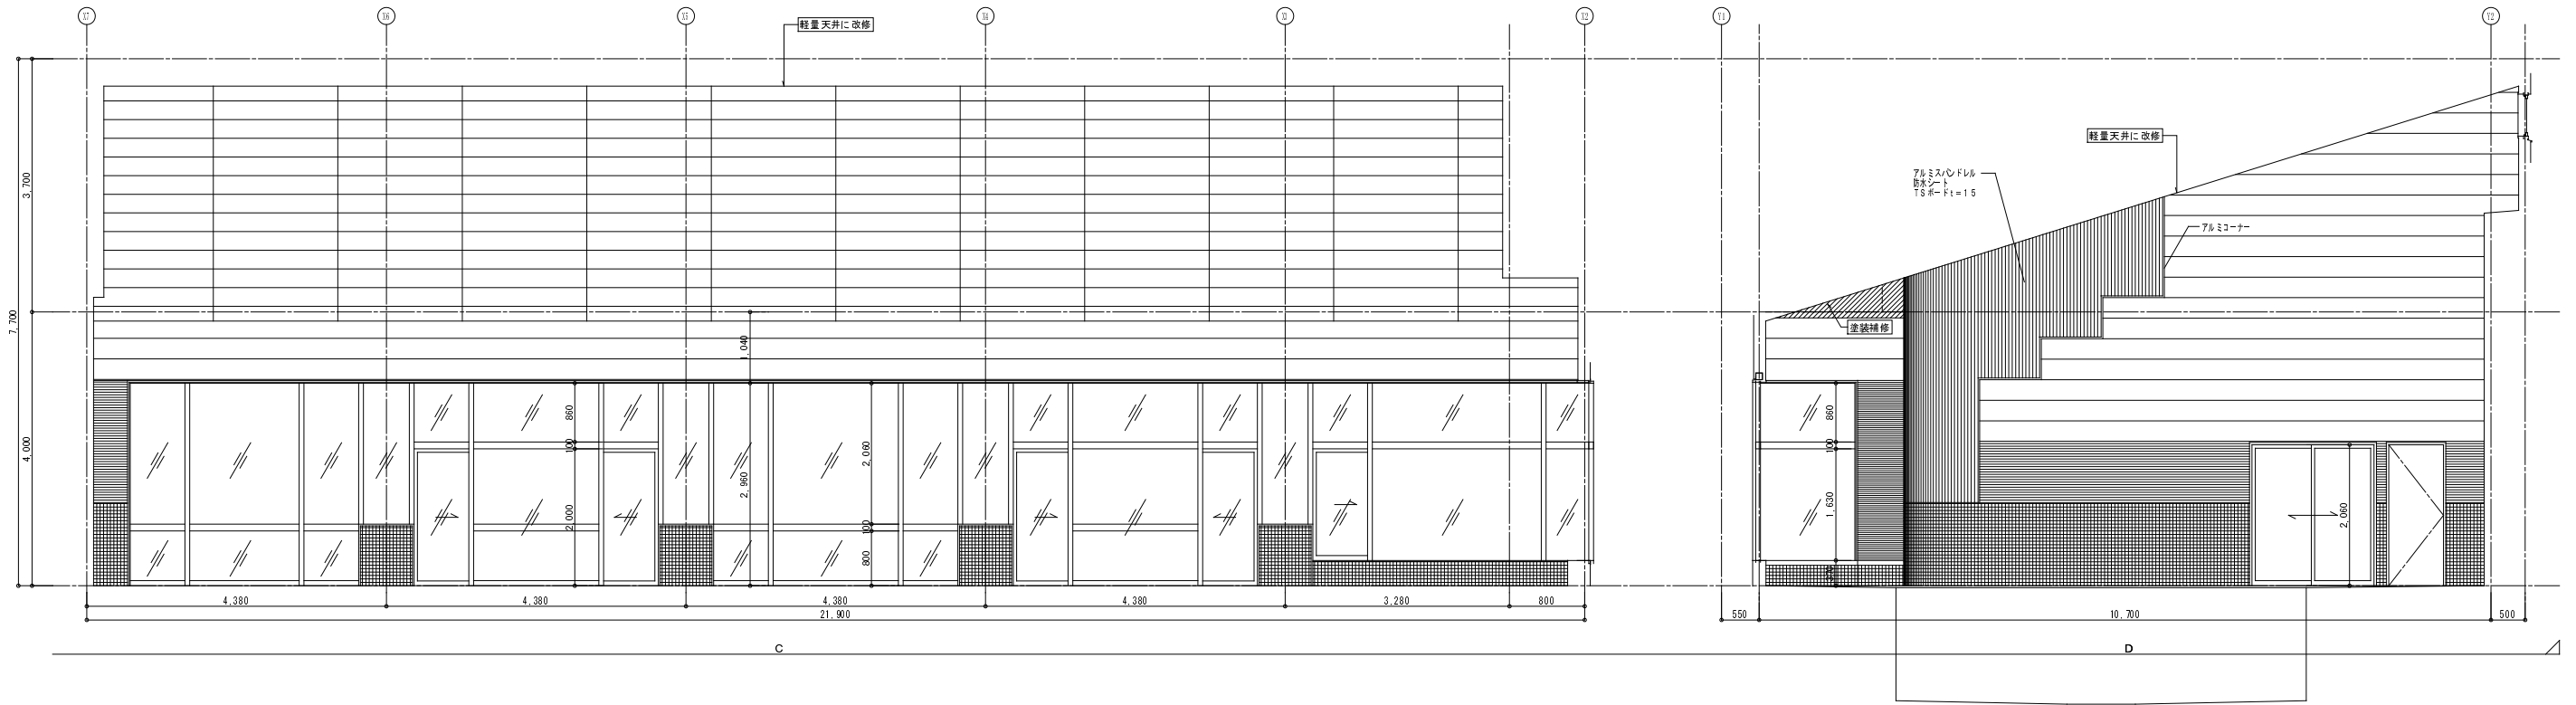 X7
X6
X5
X4
X3
X2
Y1
Y2
軽量天井に改修
軽量天井に改修
アルミスパンドレル
防水シート
TSボードt=15
アルミコーナー
塗装補修
3,700
7,700
4,000
1,040
860
100
2,000
2,960
2,060
100
800
860
100
1,630
370
2,060
4,380
4,380
4,380
4,380
3,280
800
21,900
550
10,700
500
C
D